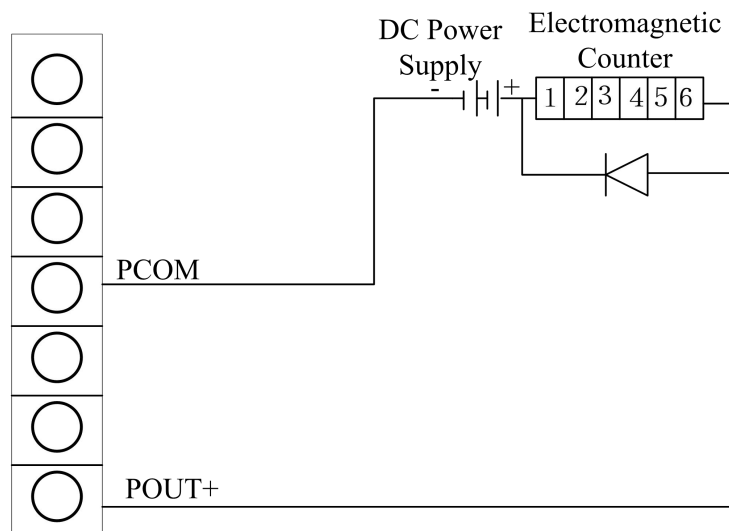 DC Power
Supply
Electromagnetic
Counter
- +
1 2 3 4 5 6
PCOM
POUT+